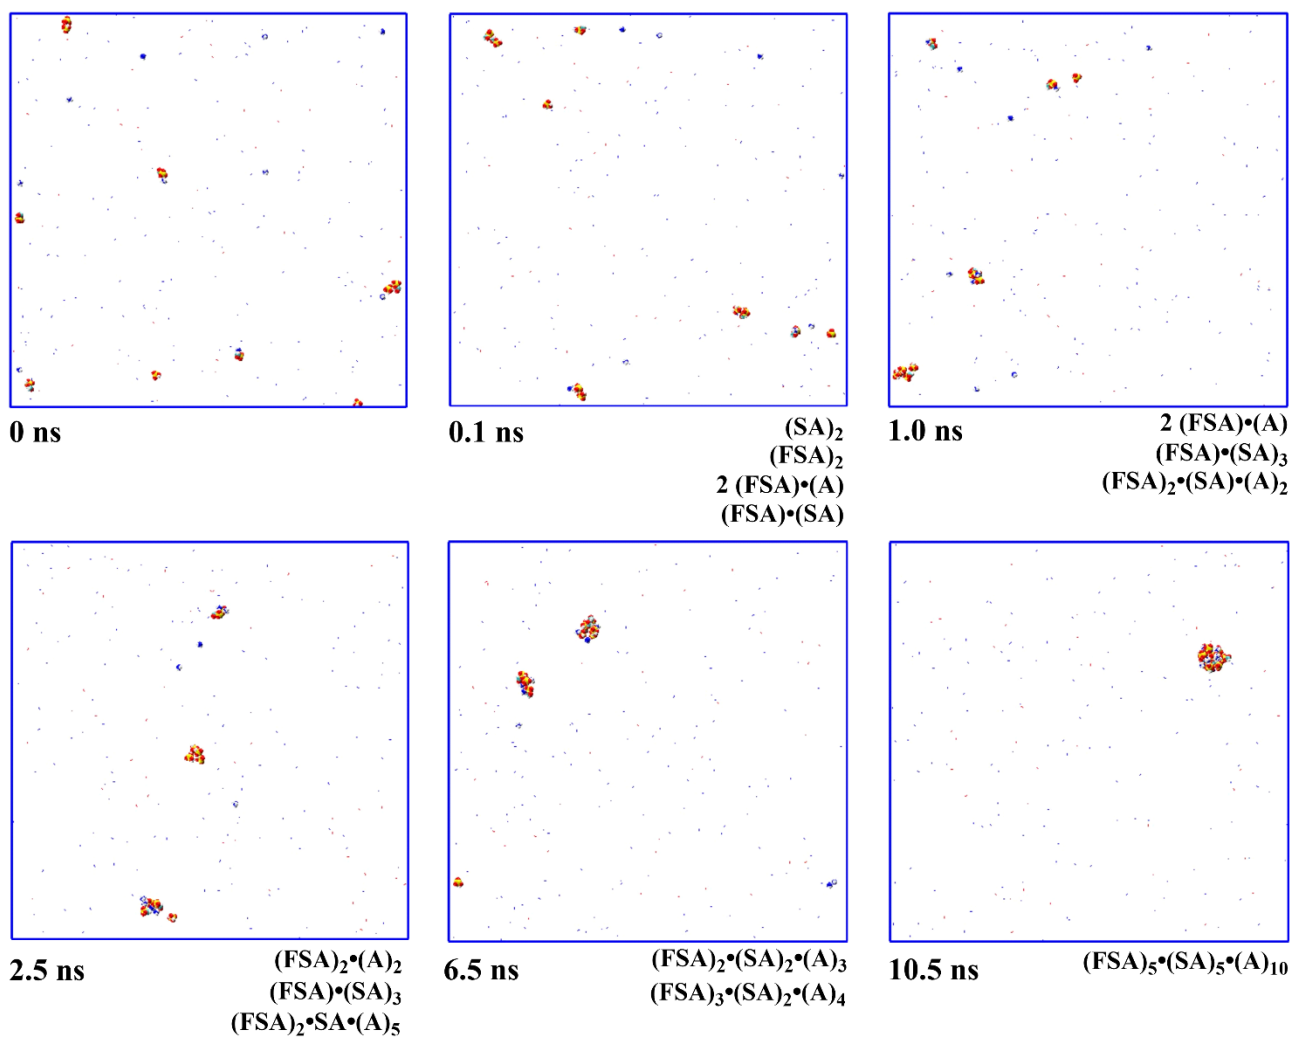 0 ns
0.1 ns
(SA)₂
(FSA)₂
2 (FSA)•(A)
(FSA)•(SA)
1.0 ns
2 (FSA)•(A)
(FSA)•(SA)₃
(FSA)₂•(SA)•(A)₂
2.5 ns
(FSA)₂•(A)₂
(FSA)•(SA)₃
(FSA)₂•SA•(A)₅
6.5 ns
(FSA)₂•(SA)₂•(A)₃
(FSA)₃•(SA)₂•(A)₄
10.5 ns
(FSA)₅•(SA)₅•(A)₁₀